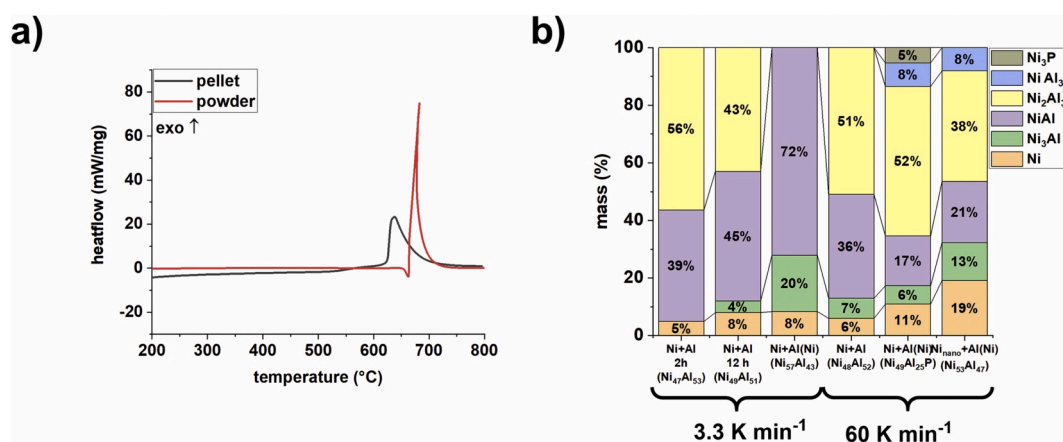 a)
pellet
powder
exo ↑
heatflow (mW/mg)
80
60
40
20
0
-20
200
300
400
500
600
700
800
temperature (°C)
b)
mass (%)
100
80
60
40
20
0
56%
39%
5%
43%
45%
4%
8%
72%
20%
8%
51%
36%
7%
6%
5%
8%
52%
17%
6%
11%
8%
38%
21%
13%
19%
Ni₃P
Ni Al₃
Ni₂Al₃
NiAl
Ni₃Al
Ni
Ni+Al
2h
(Ni₄₇Al₅₃)
Ni+Al
12 h
(Ni₄₉Al₅₁)
Ni+Al(Ni)
(Ni₅₇Al₄₃)
Ni+Al
(Ni₄₈Al₅₂)
Ni+Al(Ni)
(Ni₄₉Al₂₅P)
Niₙₐₙₒ+Al(Ni)
(Ni₅₃Al₄₇)
3.3 K min⁻¹
60 K min⁻¹